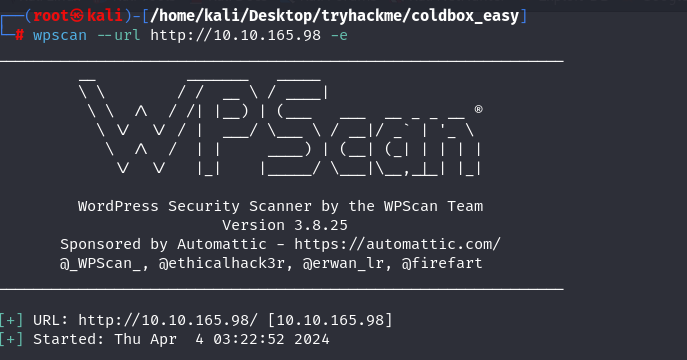 (root㉿kali)-[/home/kali/Desktop/tryhackme/coldbox_easy]
# wpscan --url http://10.10.165.98 -e
WPScan ®
WordPress Security Scanner by the WPScan Team
Version 3.8.25
Sponsored by Automattic - https://automattic.com/
@_WPScan_, @ethicalhack3r, @erwan_lr, @firefart
[+] URL: http://10.10.165.98/ [10.10.165.98]
[+] Started: Thu Apr  4 03:22:52 2024